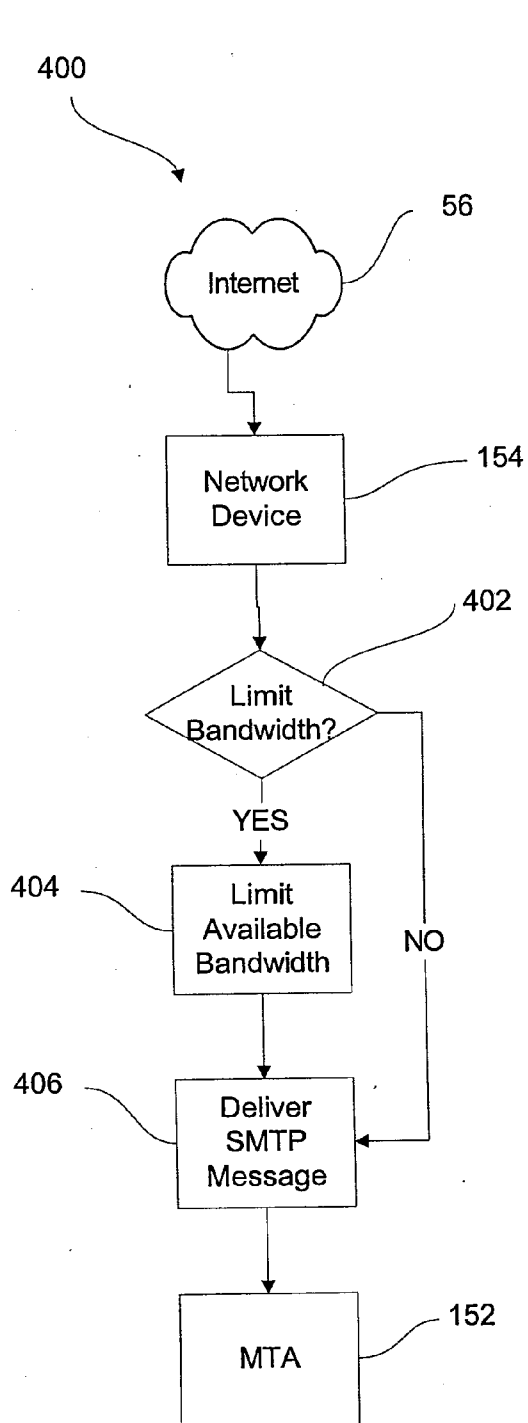 400
56
Internet
154
Network
Device
402
Limit
Bandwidth?
YES
404
Limit
Available
Bandwidth
NO
406
Deliver
SMTP
Message
152
MTA